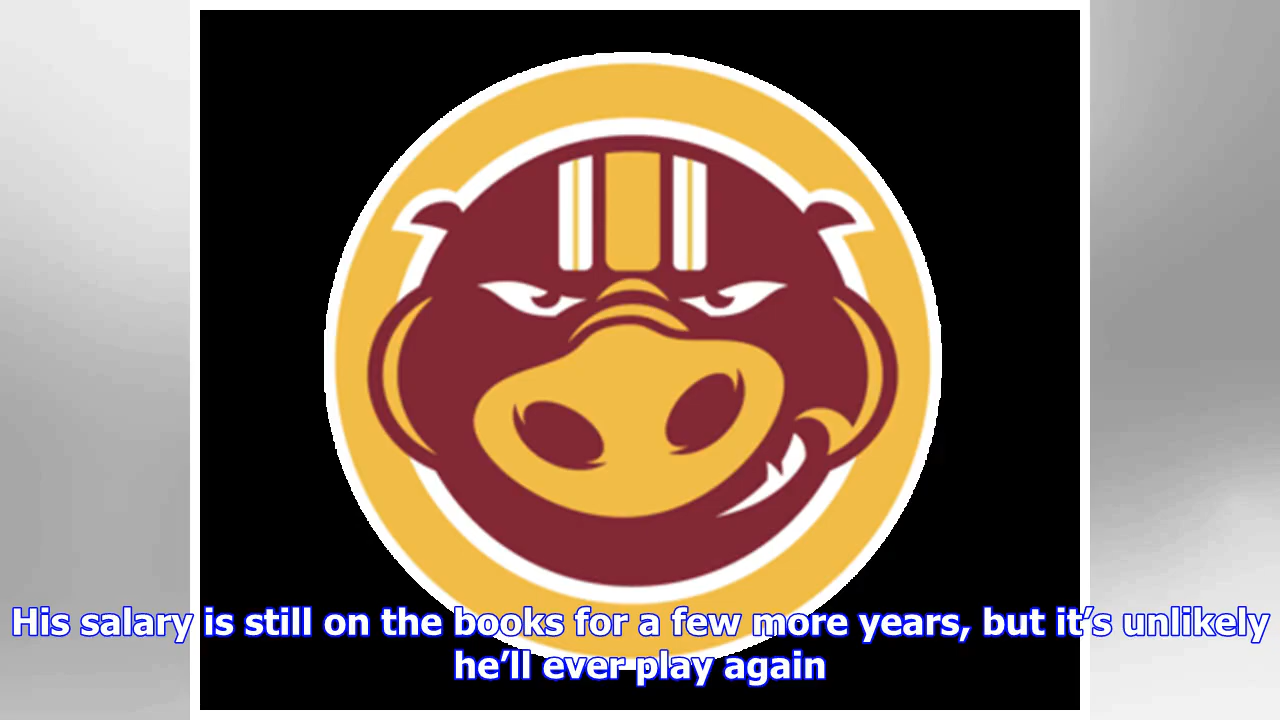 His salary is still on the books for a few more years, but it’s unlikely
he’ll ever play again